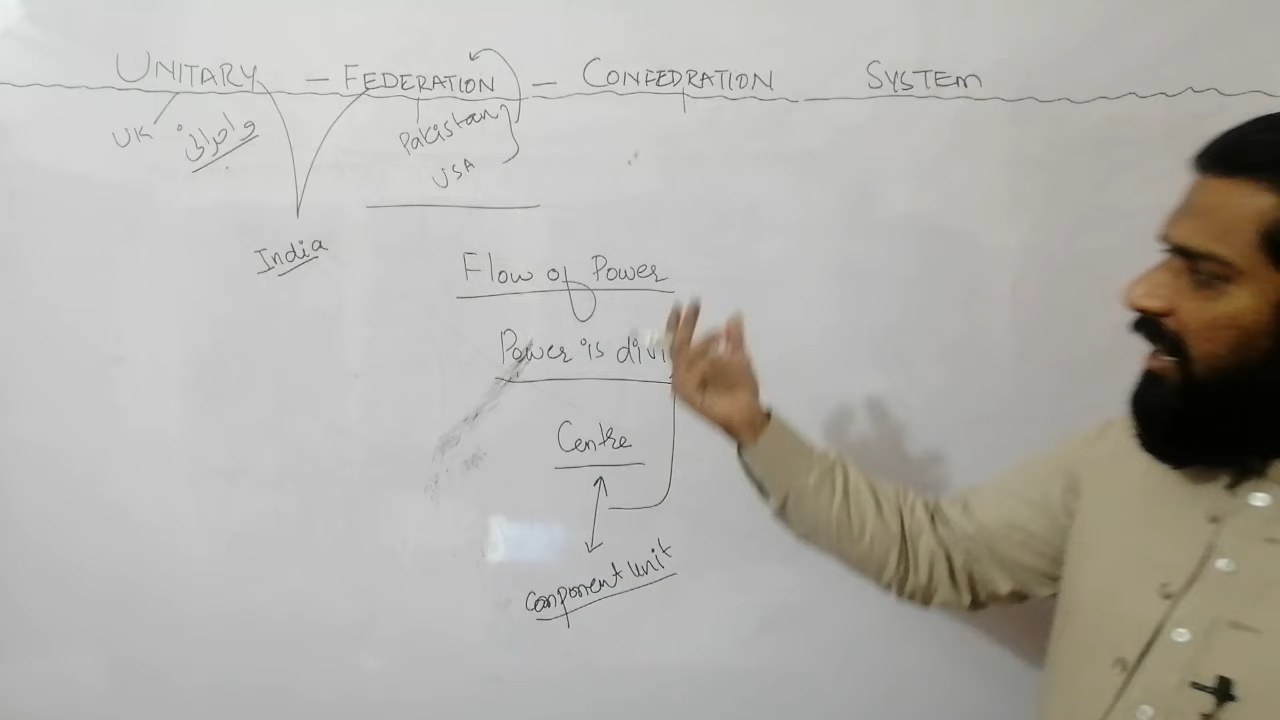 UNITARY – FEDERATION – CONFEDRATION SYSTEM
UK وحدانی Pakistan
USA
India
Flow of Power
Power is divi
Centre
Component unit